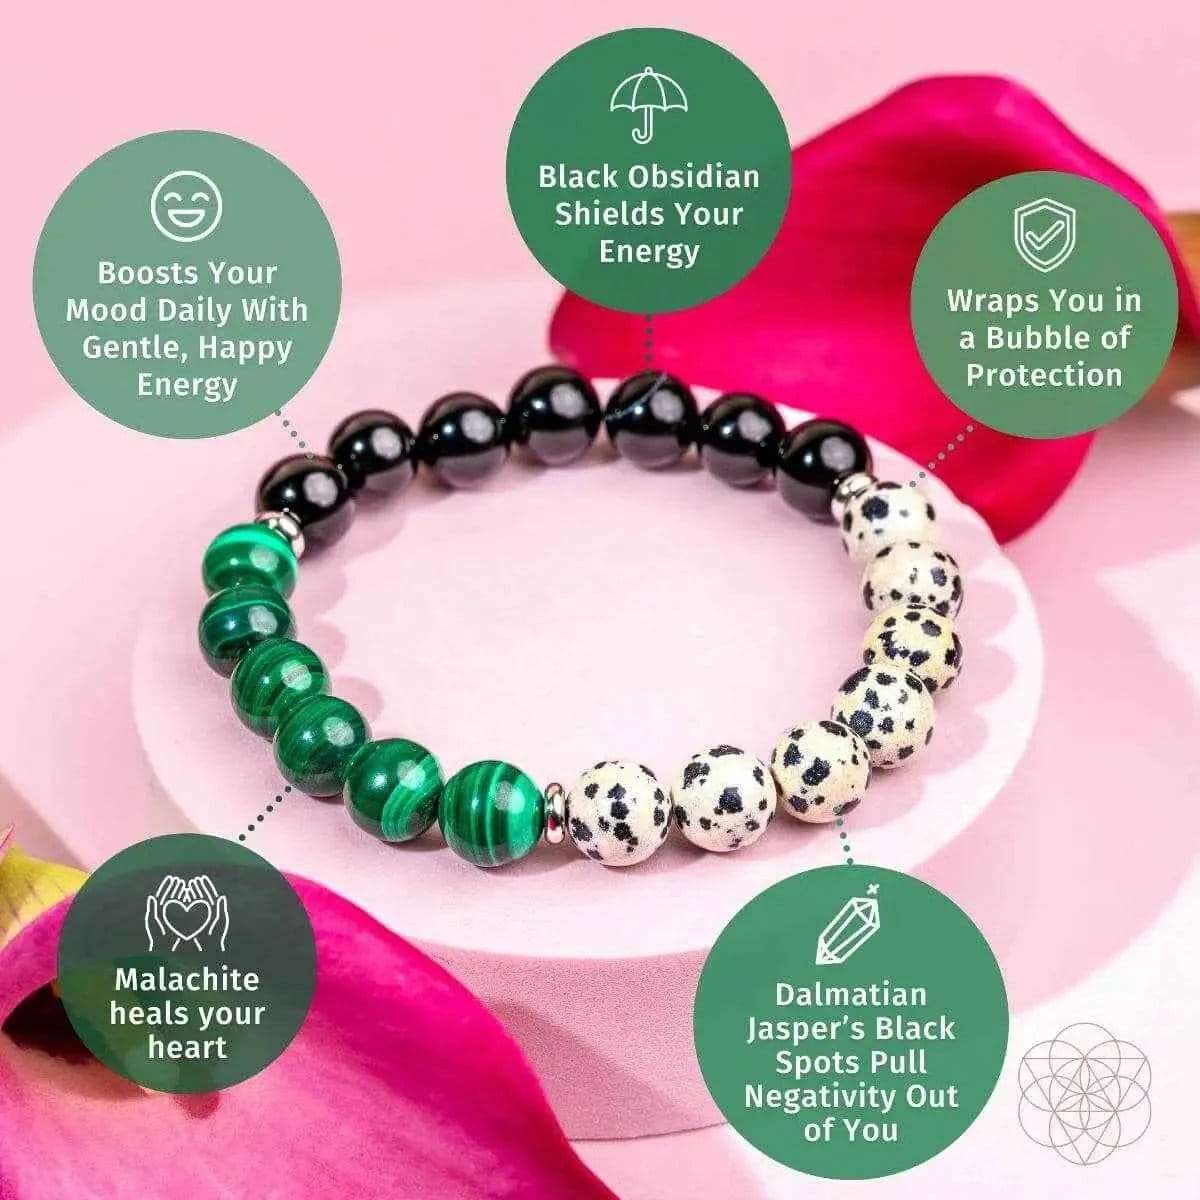 Black Obsidian
Shields Your
Energy
Boosts Your
Mood Daily With
Gentle, Happy
Energy
Wraps You in
a Bubble of
Protection
Malachite
heals your
heart
Dalmatian
Jasper's Black
Spots Pull
Negativity Out
of You